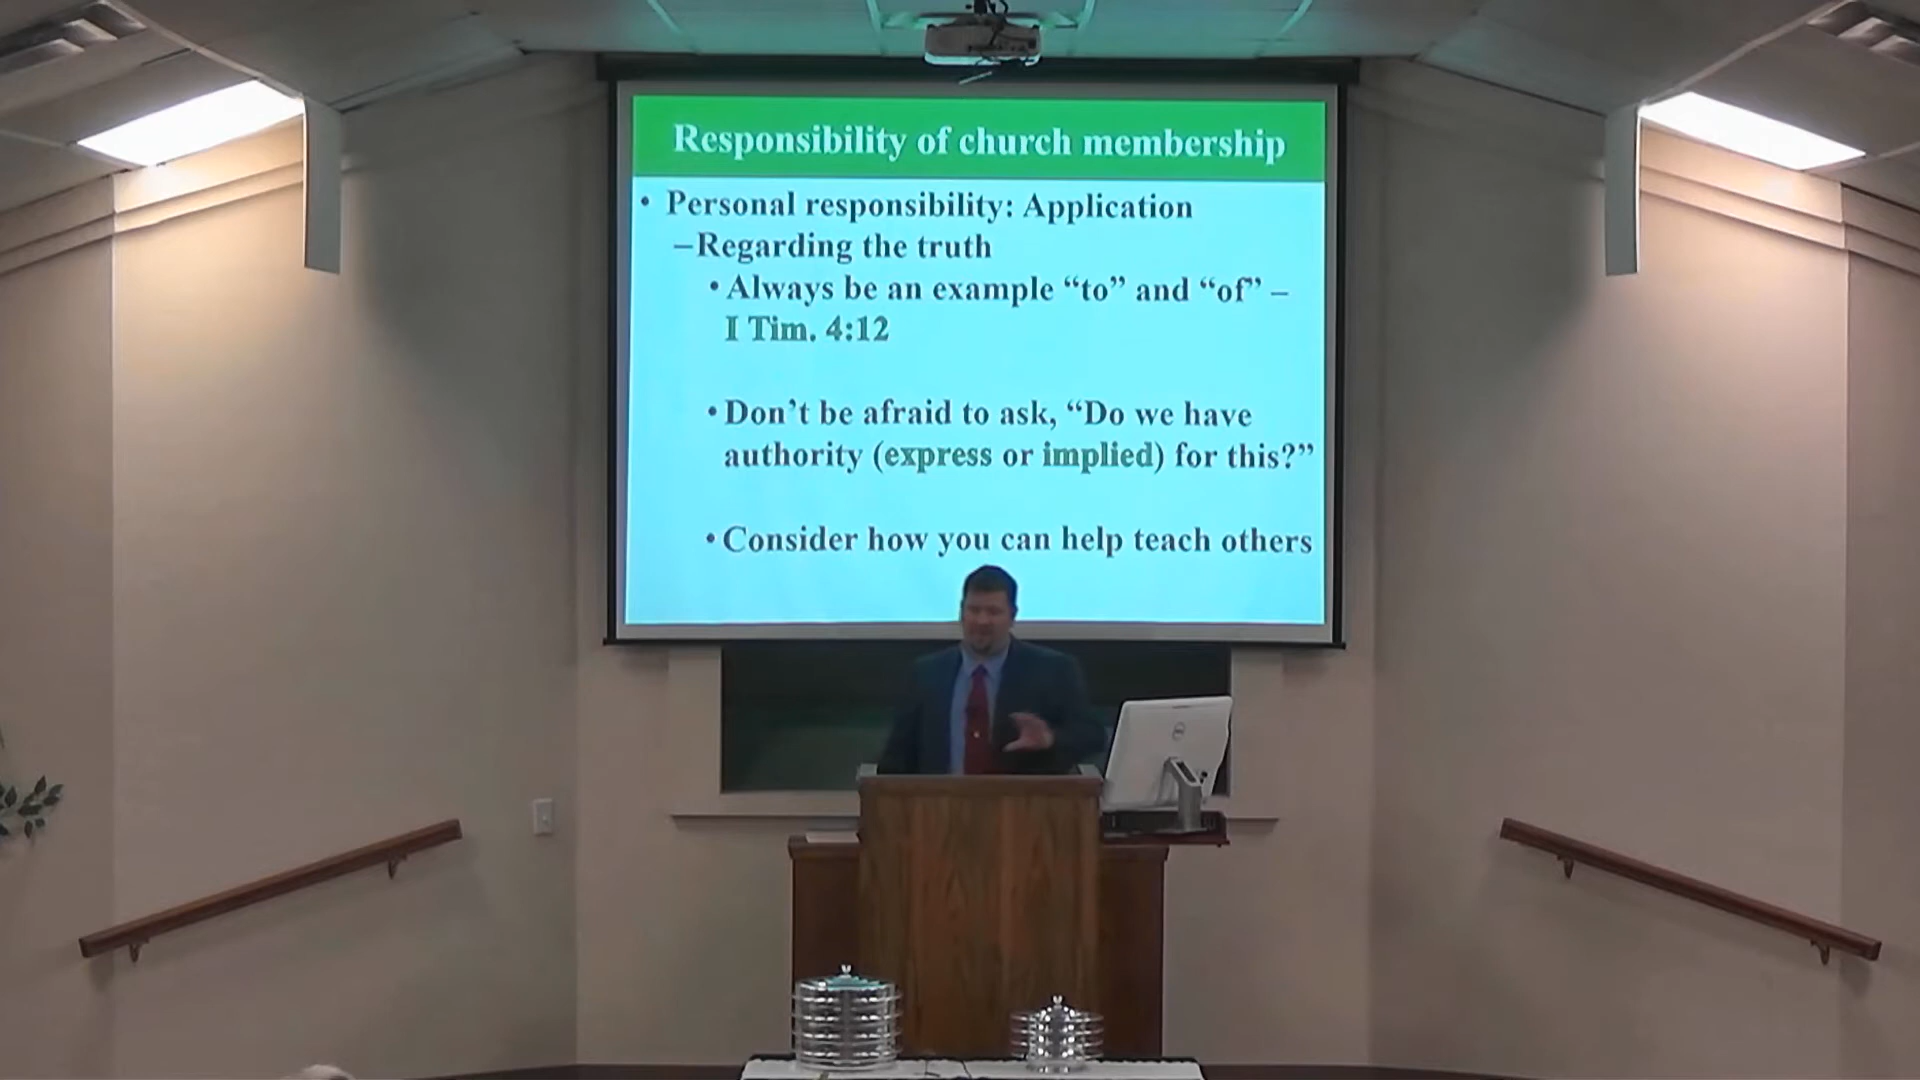 Responsibility of church membership
• Personal responsibility: Application
–Regarding the truth
• Always be an example “to” and “of” –
I Tim. 4:12
• Don’t be afraid to ask, “Do we have
authority (express or implied) for this?”
• Consider how you can help teach others